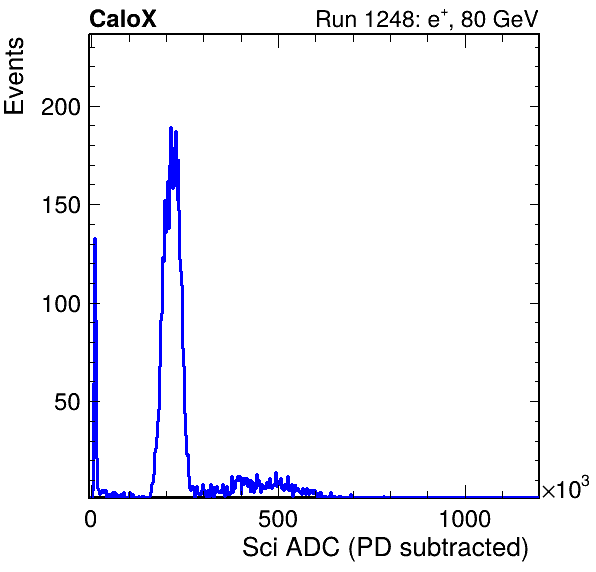 CaloX Run 1248: e⁺, 80 GeV
Events
200
150
100
50
0 500 1000 ×10³
Sci ADC (PD subtracted)